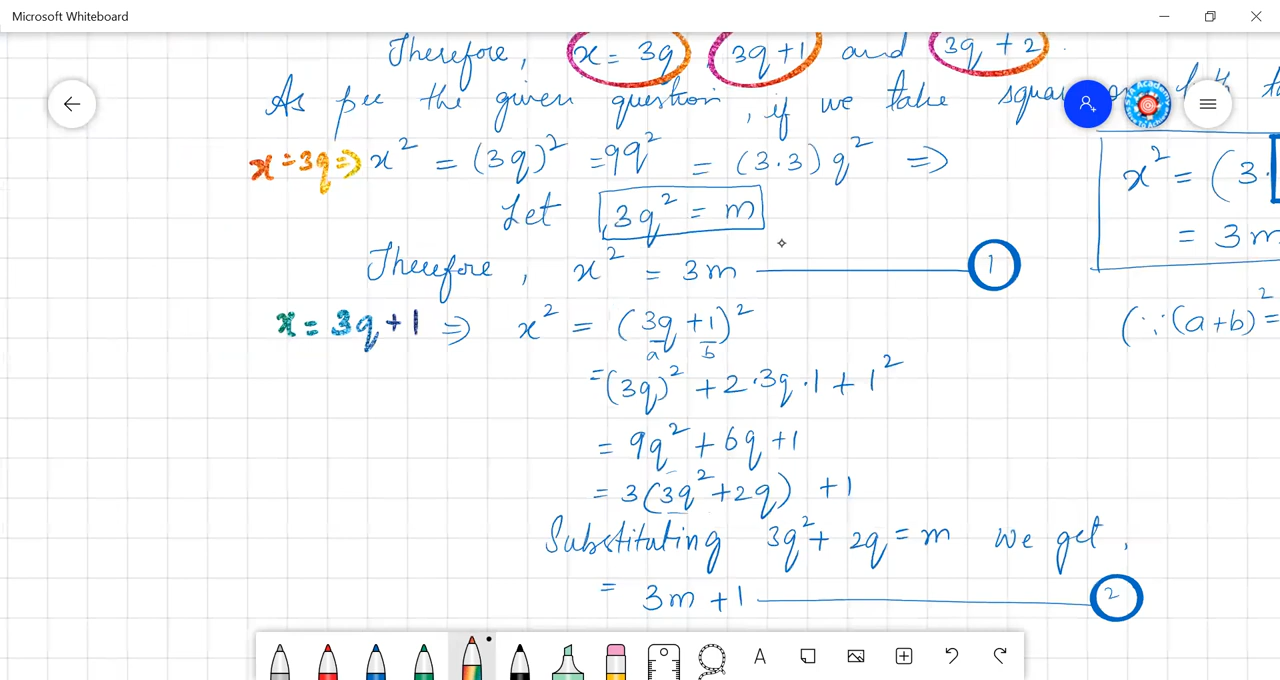 Microsoft Whiteboard
Therefore, x = 3q, 3q+1 and 3q+2.
As per the given question, if we take square on both
x=3q⇒ x² = (3q)² =9q² = (3·3)q² ⇒
x² = (3·
Let 3q² = m
= 3m
Therefore, x² = 3m 1
x=3q+1 ⇒ x² = (3q+1)²
(∵(a+b)² =
a b
=(3q)² +2·3q·1+1²
= 9q²+6q+1
= 3(3q²+2q) +1
Substituting 3q²+ 2q=m we get,
= 3m+1 2
A